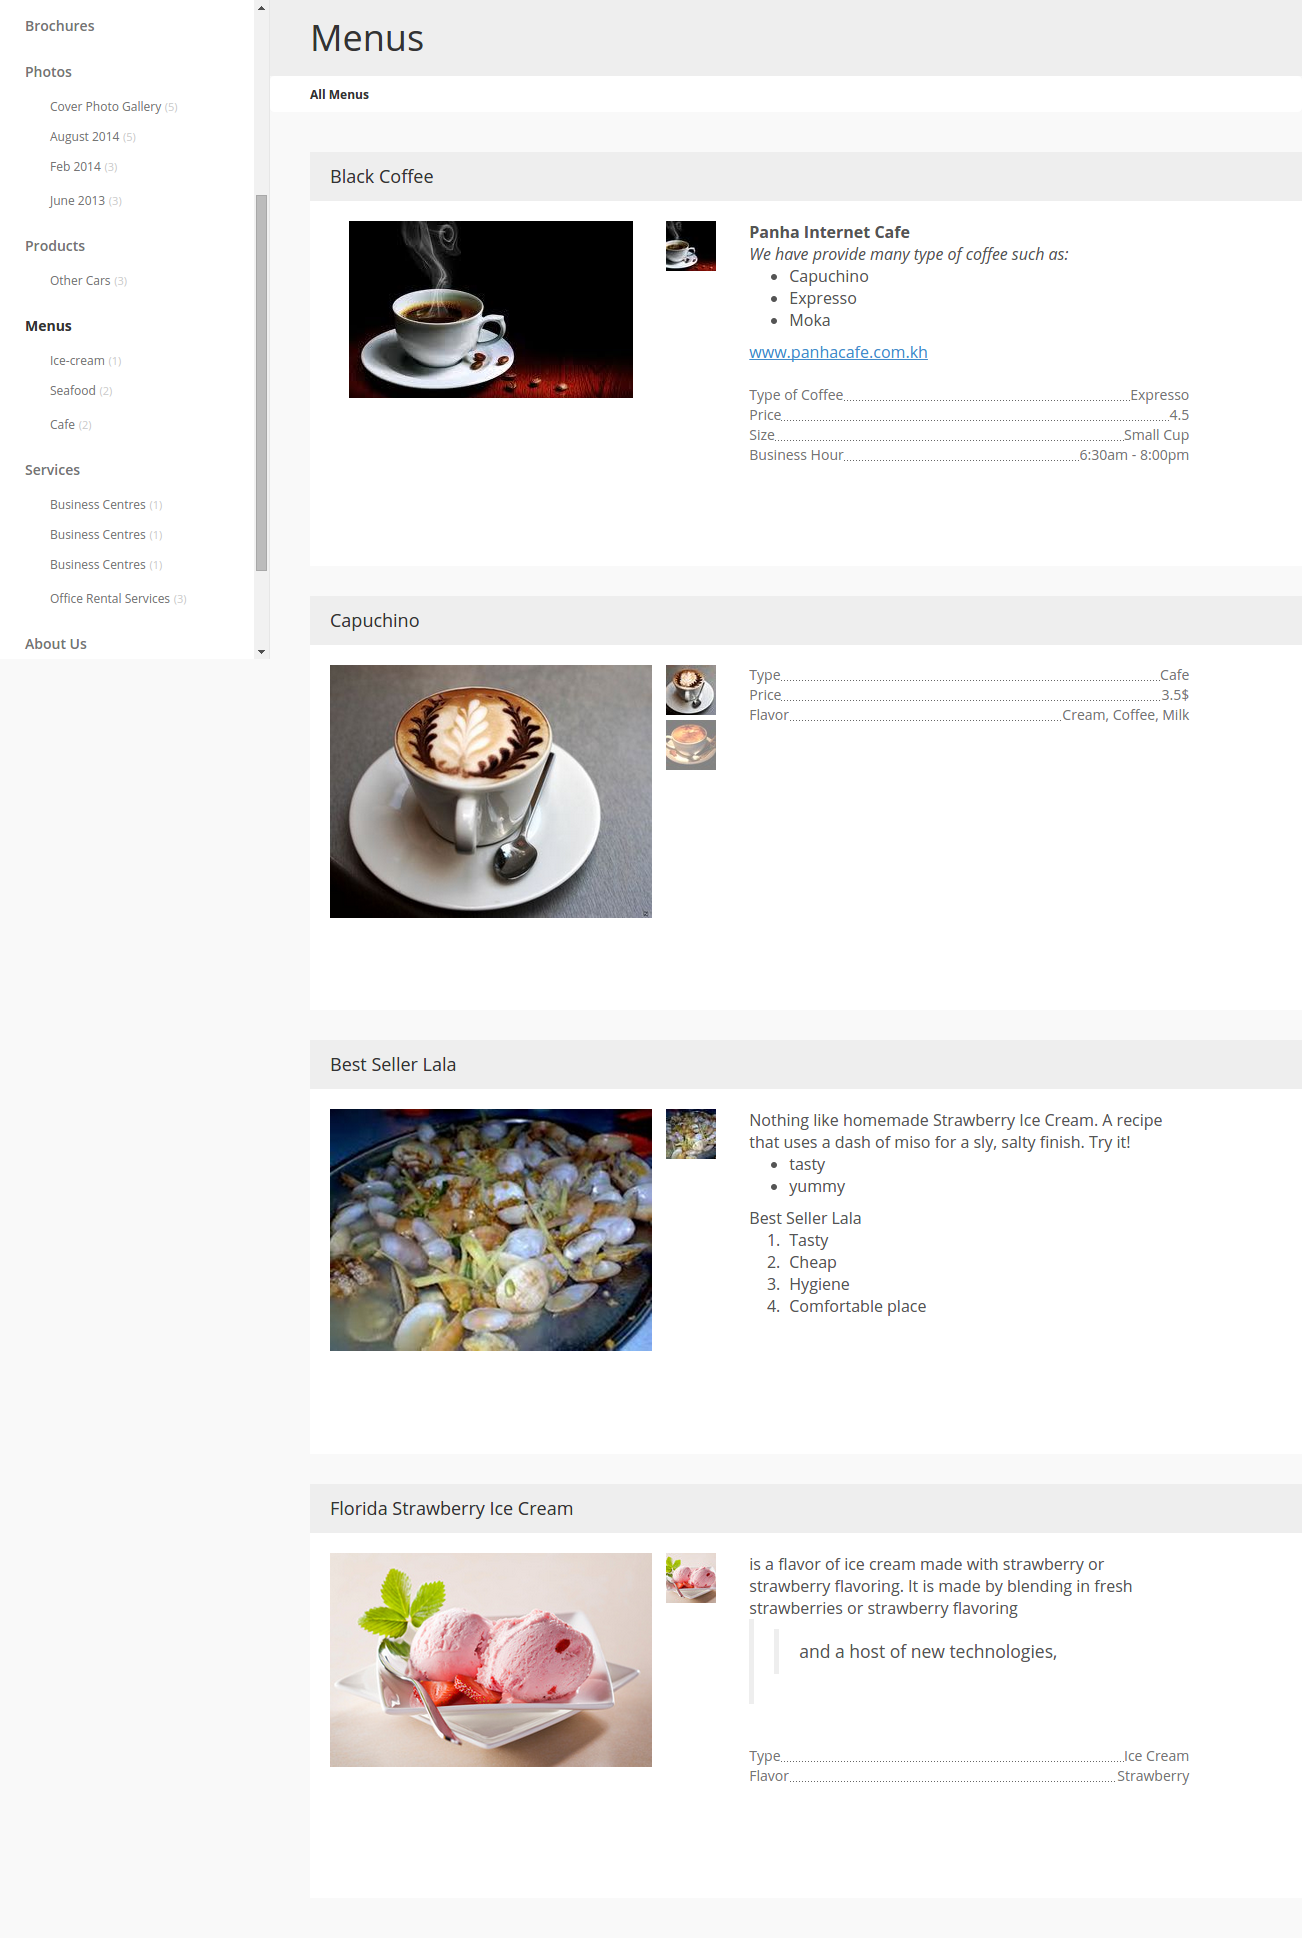 Brochures
Photos
Cover Photo Gallery (5)
August 2014 (5)
Feb 2014 (3)
June 2013 (3)
Products
Other Cars (3)
Menus
Ice-cream (1)
Seafood (2)
Cafe (2)
Services
Business Centres (1)
Business Centres (1)
Business Centres (1)
Office Rental Services (3)
About Us
Menus
All Menus
Black Coffee
Panha Internet Cafe
We have provide many type of coffee such as:
• Capuchino
• Expresso
• Moka
www.panhacafe.com.kh
Type of Coffee Expresso
Price 4.5
Size Small Cup
Business Hour 6:30am - 8:00pm
Capuchino
Type Cafe
Price 3.5$
Flavor Cream, Coffee, Milk
Best Seller Lala
Nothing like homemade Strawberry Ice Cream. A recipe
that uses a dash of miso for a sly, salty finish. Try it!
• tasty
• yummy
Best Seller Lala
1. Tasty
2. Cheap
3. Hygiene
4. Comfortable place
Florida Strawberry Ice Cream
is a flavor of ice cream made with strawberry or
strawberry flavoring. It is made by blending in fresh
strawberries or strawberry flavoring
and a host of new technologies,
Type Ice Cream
Flavor Strawberry